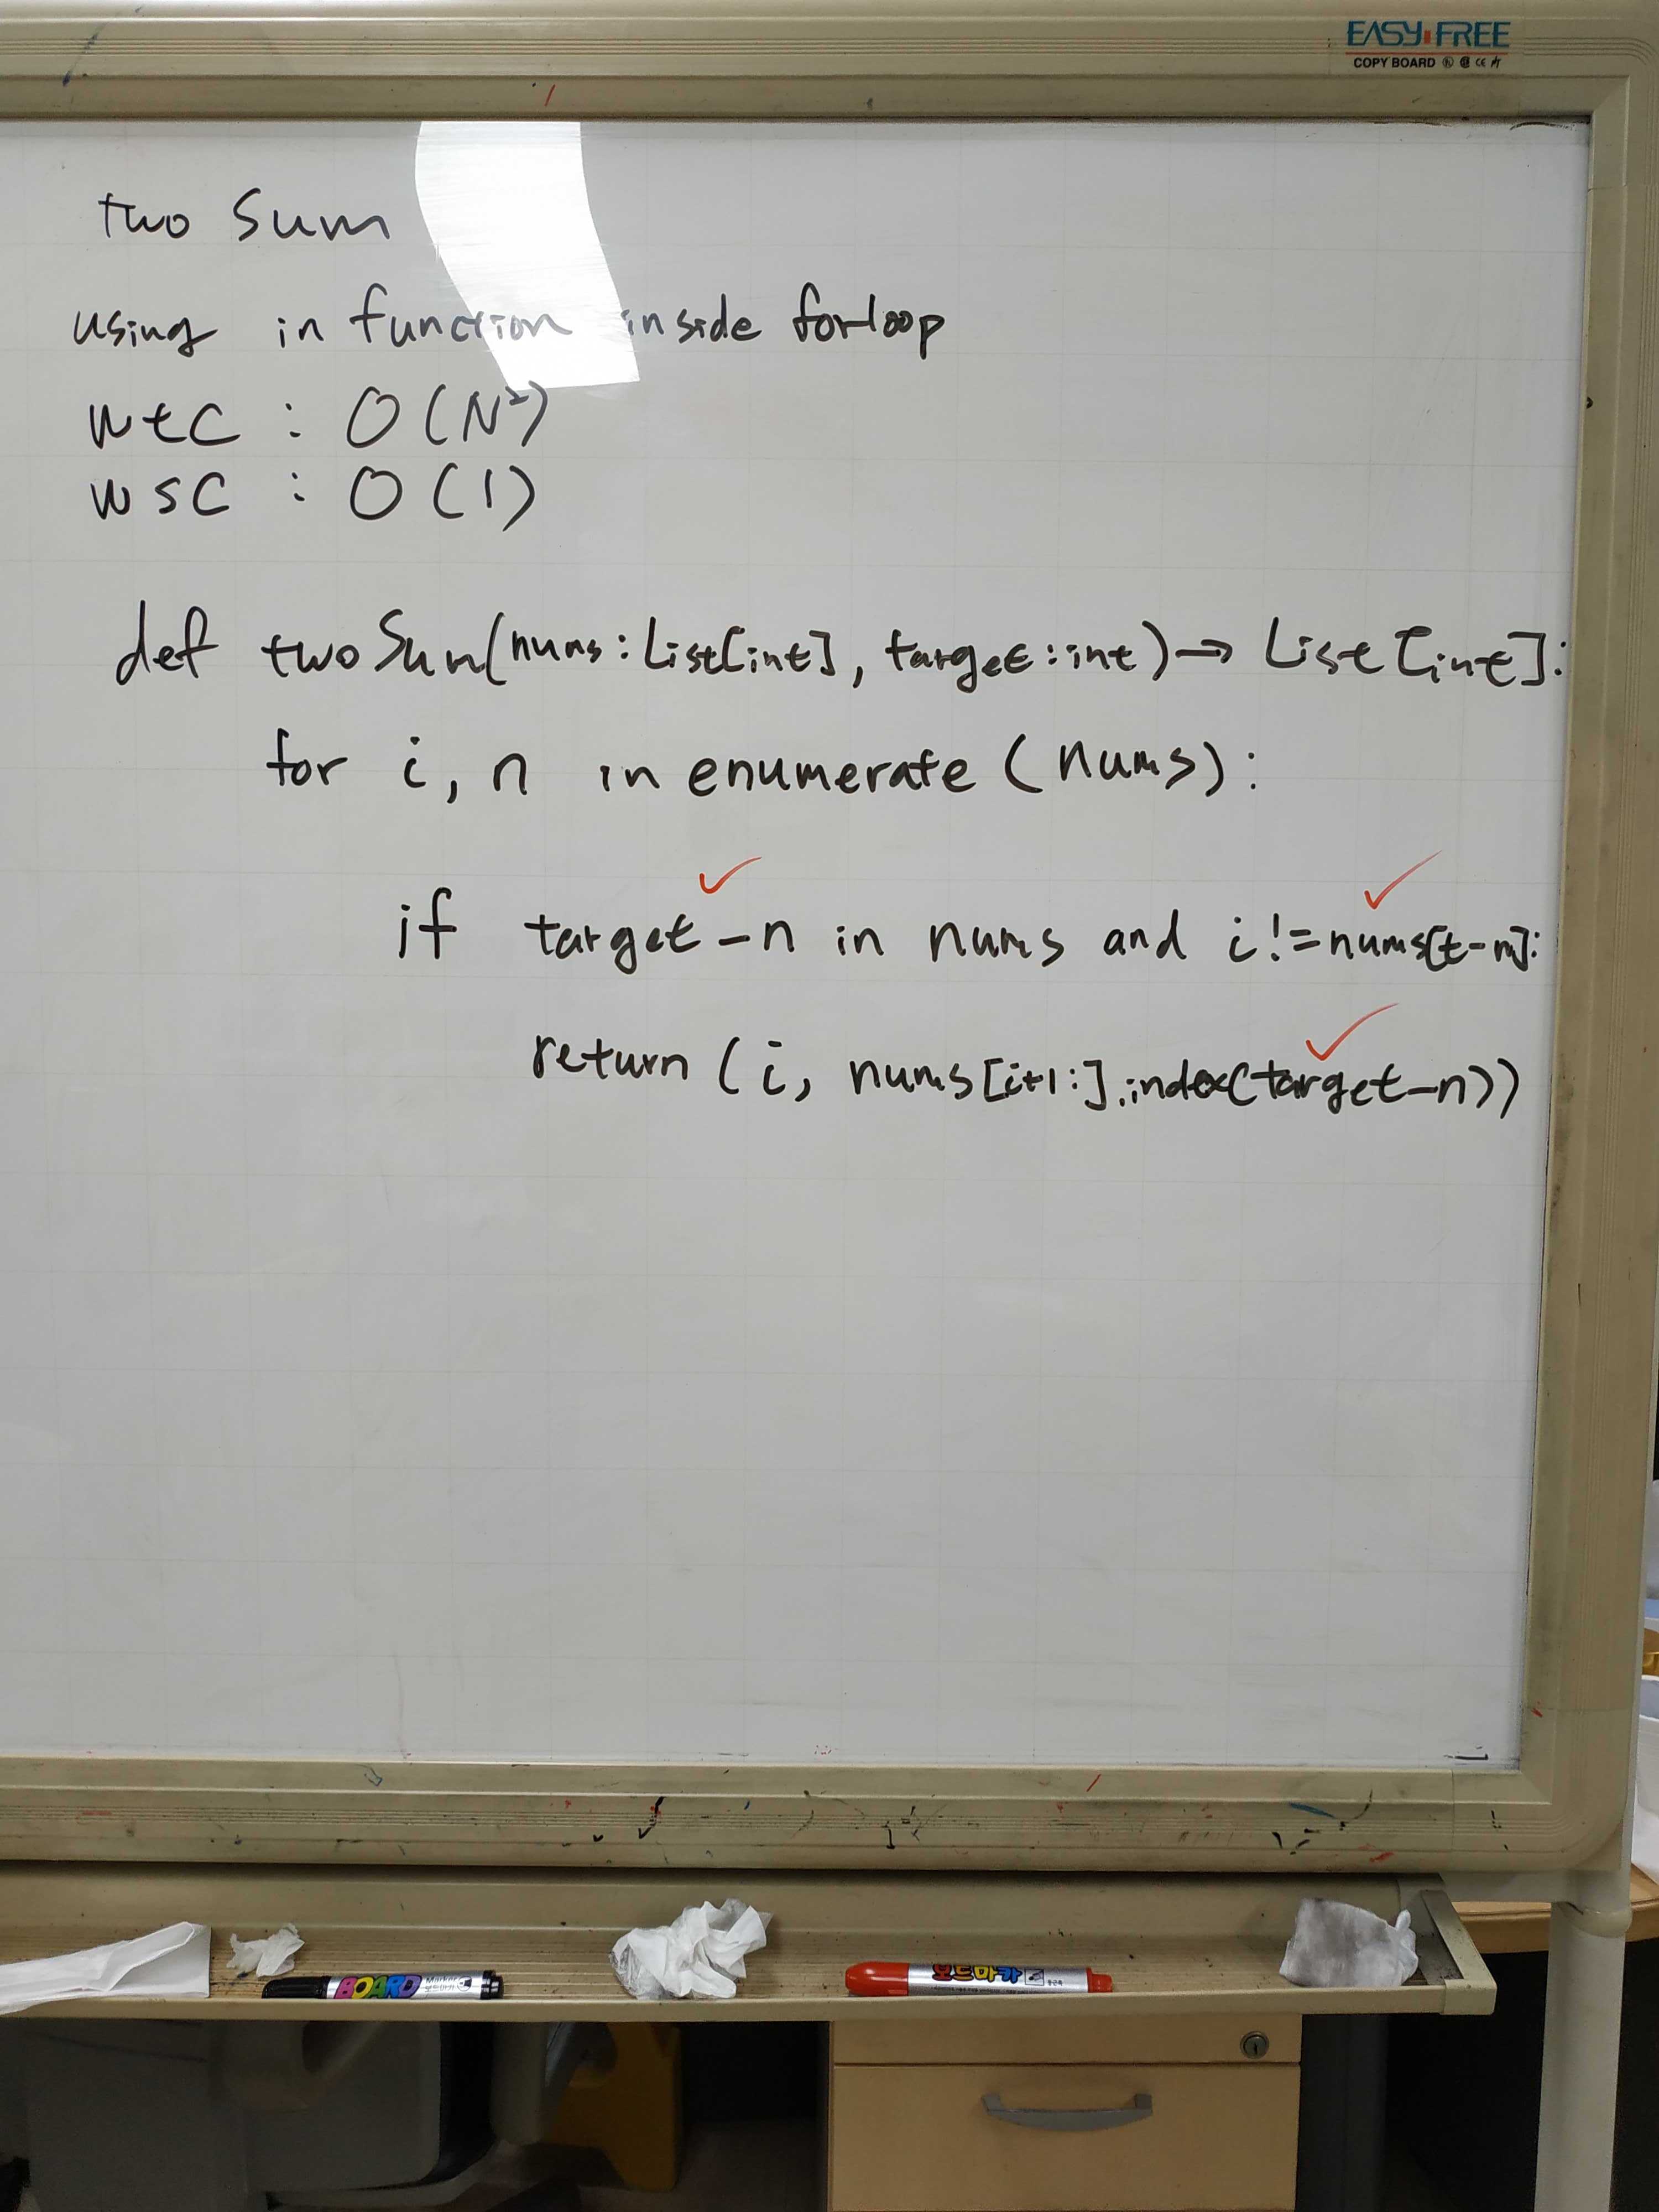 EASY FREE
COPY BOARD
two Sum
using in function inside forloop
wtc : O(N²)
wsc : O(1)
def twoSum(nums:List[int], target:int)→ List[int]:
for i, n in enumerate(nums):
if target-n in nums and i!=nums[t-n]:
return (i, nums[i+1:].index(target-n))
BOARD Marker
보드마카